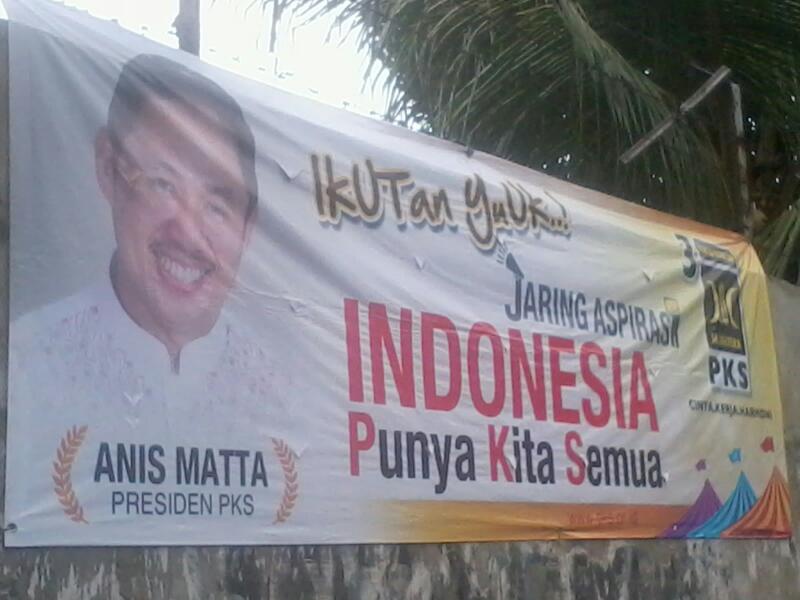 IKUTan YuUK..!
JARING ASPIRASI
INDONESIA
Punya Kita Semua
ANIS MATTA
PRESIDEN PKS
3
PKS
CINTA.KERJA.HARMONI